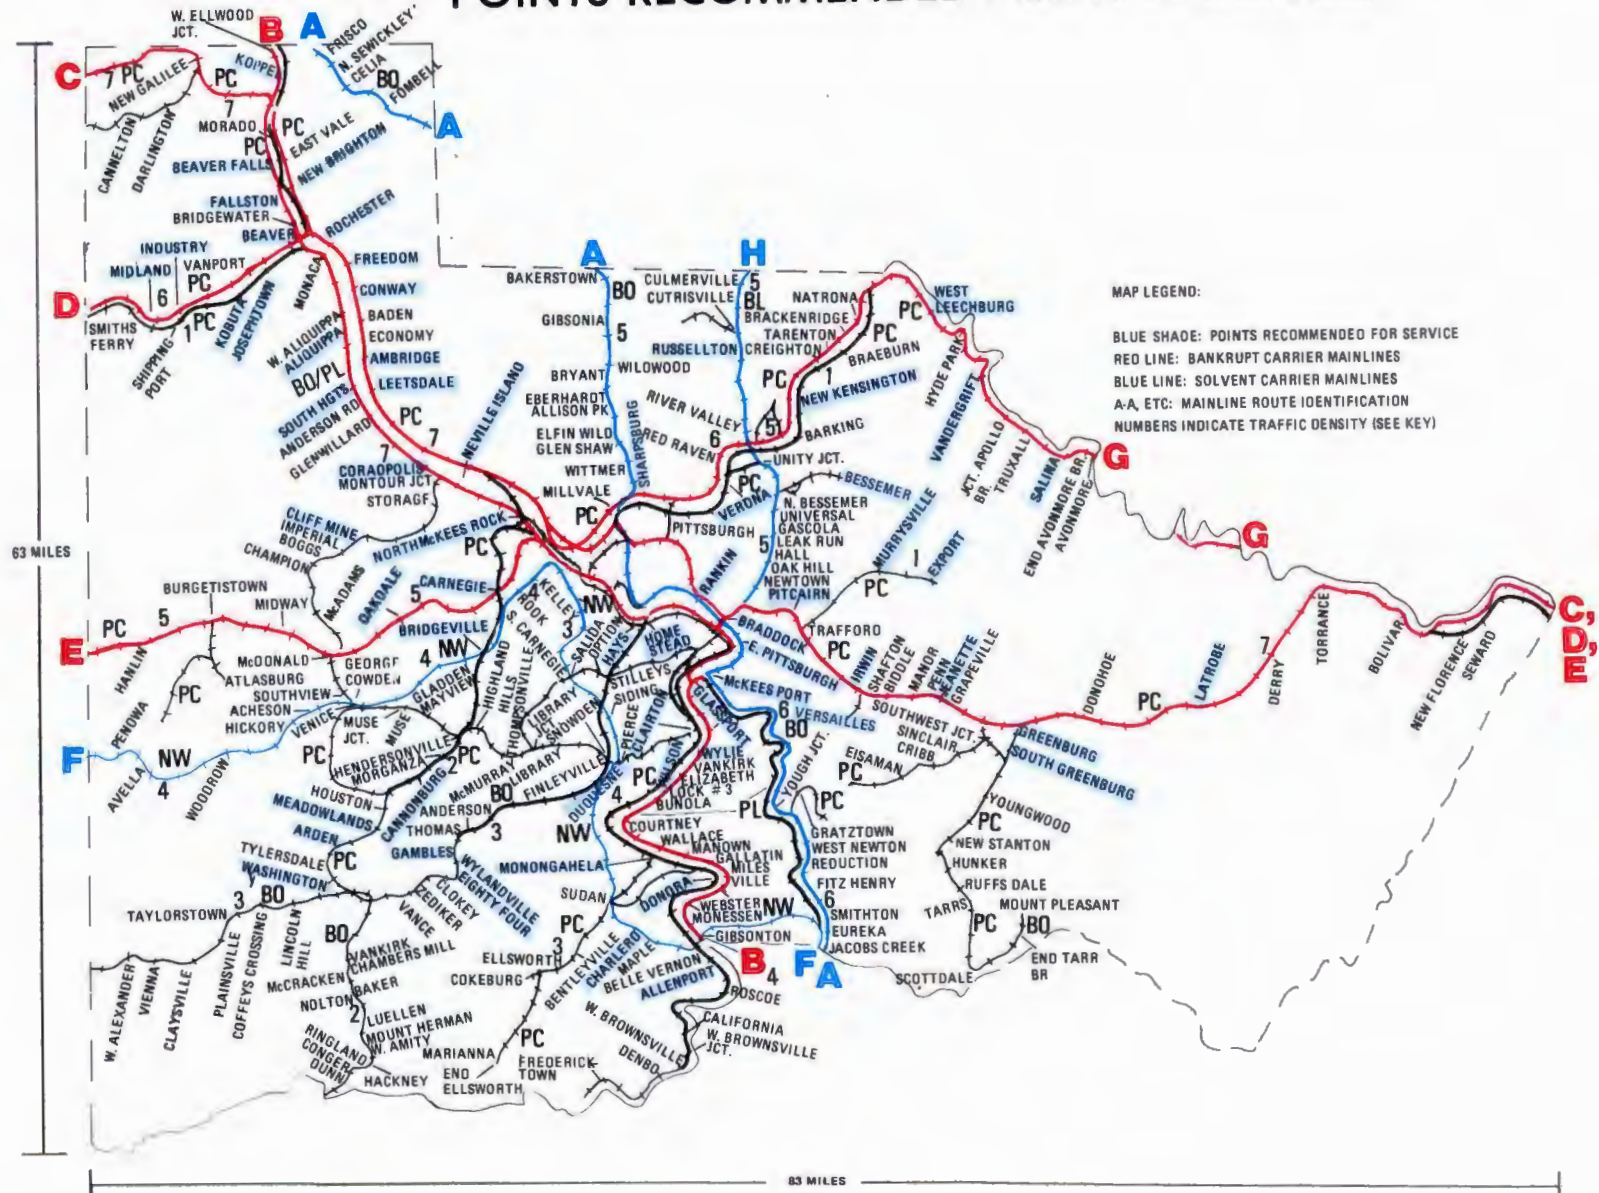 W. ELLWOOD
JCT.
B
A
C
7 PC
NEW GALILEE
PC
7
KOPPEL
FRISCO
N. SEWICKLEY
CELIA
BO
FOMBELL
A
CANNELTON
DARLINGTON
MORADO
PC
PC
EAST VALE
NEW BRIGHTON
BEAVER FALLS
FALLSTON
BRIDGEWATER
BEAVER
ROCHESTER
INDUSTRY
MIDLAND
6
VANPORT
PC
D
SMITHS
FERRY
SHIPPING
PORT
1
PC
KOBUTA
JOSEPHTOWN
MONACA
FREEDOM
CONWAY
BADEN
ECONOMY
AMBRIDGE
LEETSDALE
W. ALIQUIPPA
ALIQUIPPA
BO/PL
SOUTH HGTS.
ANDERSON RD.
GLENWILLARD
7
PC
7
NEVILLE ISLAND
CORAOPOLIS
MONTOUR JCT.
STORAGE
CLIFF MINE
IMPERIAL
BOGGS
CHAMPION
McADAMS
NORTH
McKEES ROCK
PC
A
BAKERSTOWN
BO
GIBSONIA
5
BRYANT
WILDWOOD
EBERHARDT
ALLISON PK
ELFIN WILD
GLEN SHAW
WITTMER
SHARPSBURG
MILLVALE
PC
H
CULMERVILLE
5
BL
CUTRISVILLE
RUSSELLTON
NATRONA
BRACKENRIDGE
TARENTON
CREIGHTON
PC
PC
1
BRAEBURN
NEW KENSINGTON
RIVER VALLEY
RED RAVEN
6
5
BARKING
UNITY JCT.
PC
VERONA
PITTSBURGH
BESSEMER
N. BESSEMER
UNIVERSAL
GASCOLA
LEAK RUN
HALL
OAK HILL
NEWTOWN
PITCAIRN
5
PC
WEST
LEECHBURG
HYDE PARK
VANDERGRIFT
JCT. APOLLO
BR.
TRUXALL
SALINA
END AVONMORE BR.
AVONMORE
G
G
MAP LEGEND:
BLUE SHADE: POINTS RECOMMENDED FOR SERVICE
RED LINE: BANKRUPT CARRIER MAINLINES
BLUE LINE: SOLVENT CARRIER MAINLINES
A-A, ETC: MAINLINE ROUTE IDENTIFICATION
NUMBERS INDICATE TRAFFIC DENSITY (SEE KEY)
63 MILES
MURRYSVILLE
EXPORT
PC
1
RANKIN
BRADDOCK
E. PITTSBURGH
TRAFFORD
PC
IRWIN
SHAFTON
BIDDLE
MANOR
PENN
JEANETTE
GRAPEVILLE
DONOHOE
PC
LATROBE
DERRY
7
TORRANCE
BOLIVAR
NEW FLORENCE
SEWARD
C,
D,
E
E
PC
5
BURGETISTOWN
MIDWAY
HANLIN
OAKDALE
5
CARNEGIE
BRIDGEVILLE
4
NW
McDONALD
ATLASBURG
GEORGE
COWDEN
SOUTHVIEW
ACHESON
HICKORY
VENICE
MUSE
JCT.
MUSE
GLADDEN
MAYVIEW
PENOWA
PC
F
AVELLA
NW
4
WOODROW
4
ROOK
S. CARNEGIE
KELLEY
3
NW
SALIDA
OPTION
HAYS
HOME
STEAD
STILLEYS
SIDING
HIGHLAND
HILLS
THOMPSONVILLE
LIBRARY
JCT.
SNOWDEN
PIERCE
CLAIRTON
WILSON
GLASSPORT
McKEES PORT
6
BO
VERSAILLES
YOUGH JCT.
PC
HENDERSONVILLE
MORGANZA
2
PC
McMURRAY
LIBRARY
HOUSTON
MEADOWLANDS
CANNONBURG
ARDEN
ANDERSON
BO
FINLEYVILLE
DUQUESNE
THOMAS
3
GAMBLES
TYLERSDALE
PC
WASHINGTON
PC
WYLIE
VANKIRK
ELIZABETH
LOCK # 3
BUNOLA
4
PL
NW
COURTNEY
WALLACE
MANOWN
GALLATIN
MILES
VILLE
MONONGAHELA
SUDAN
DONORA
WEBSTER
MONESSEN
NW
GIBSONTON
SOUTHWEST JCT.
SINCLAIR
CRIBB
EISAMAN
PC
GREENBURG
SOUTH GREENBURG
PC
GRATZTOWN
WEST NEWTON
REDUCTION
FITZ HENRY
6
SMITHTON
EUREKA
JACOBS CREEK
YOUNGWOOD
PC
NEW STANTON
HUNKER
RUFFS DALE
MOUNT PLEASANT
TARRS
PC
BO
END TARR
BR
SCOTTDALE
TAYLORSTOWN
3
BO
W. ALEXANDER
VIENNA
CLAYSVILLE
PLAINSVILLE
COFFEYS CROSSING
LINCOLN
HILL
VANCE
ZEDIKER
CLOKEY
WYLANDVILLE
EIGHTY FOUR
BO
VANKIRK
CHAMBERS MILL
McCRACKEN
BAKER
NOLTON
2
LUELLEN
MOUNT HERMAN
W. AMITY
RINGLAND
CONGER
DUNN
HACKNEY
PC
3
ELLSWORTH
COKEBURG
MARIANNA
END
ELLSWORTH
PC
FREDERICK-
TOWN
BENTLEYVILLE
CHARLEROI
MAPLE
BELLE VERNON
ALLENPORT
B
4
F
A
ROSCOE
W. BROWNSVILLE
DENBO
CALIFORNIA
W. BROWNSVILLE
JCT.
83 MILES